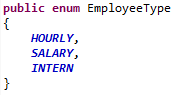 public enum EmployeeType
{
    HOURLY,
    SALARY,
    INTERN
}